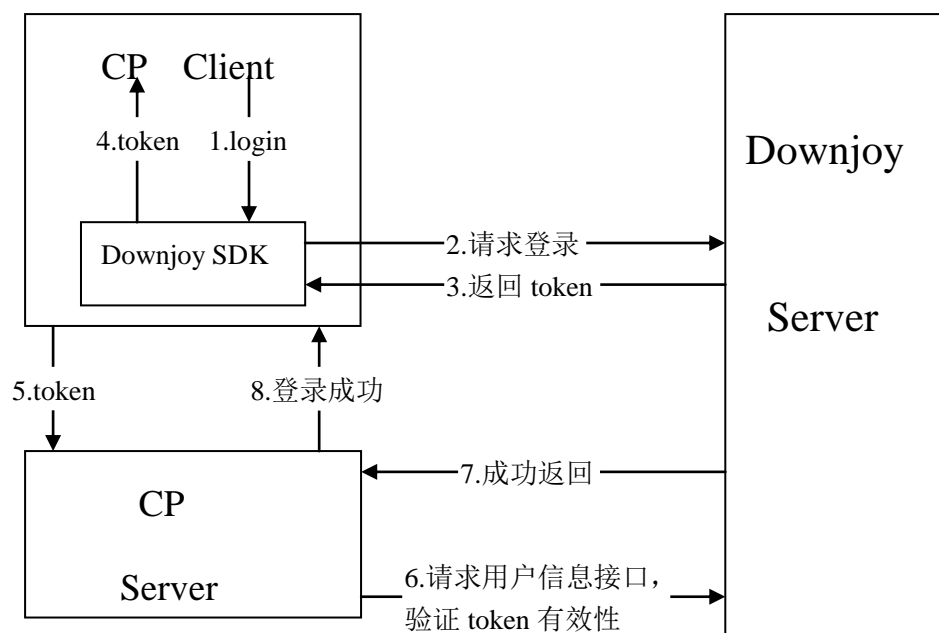 CP Client
4.token
1.login
Downjoy
Downjoy SDK
2.请求登录
3.返回 token
Server
5.token
8.登录成功
7.成功返回
CP
Server
6.请求用户信息接口，
验证 token 有效性